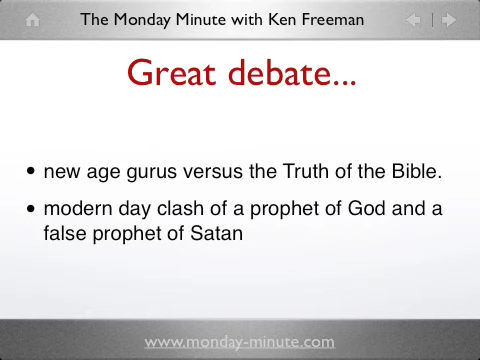 The Monday Minute with Ken Freeman
Great debate...
• new age gurus versus the Truth of the Bible.
• modern day clash of a prophet of God and a
false prophet of Satan
www.monday-minute.com